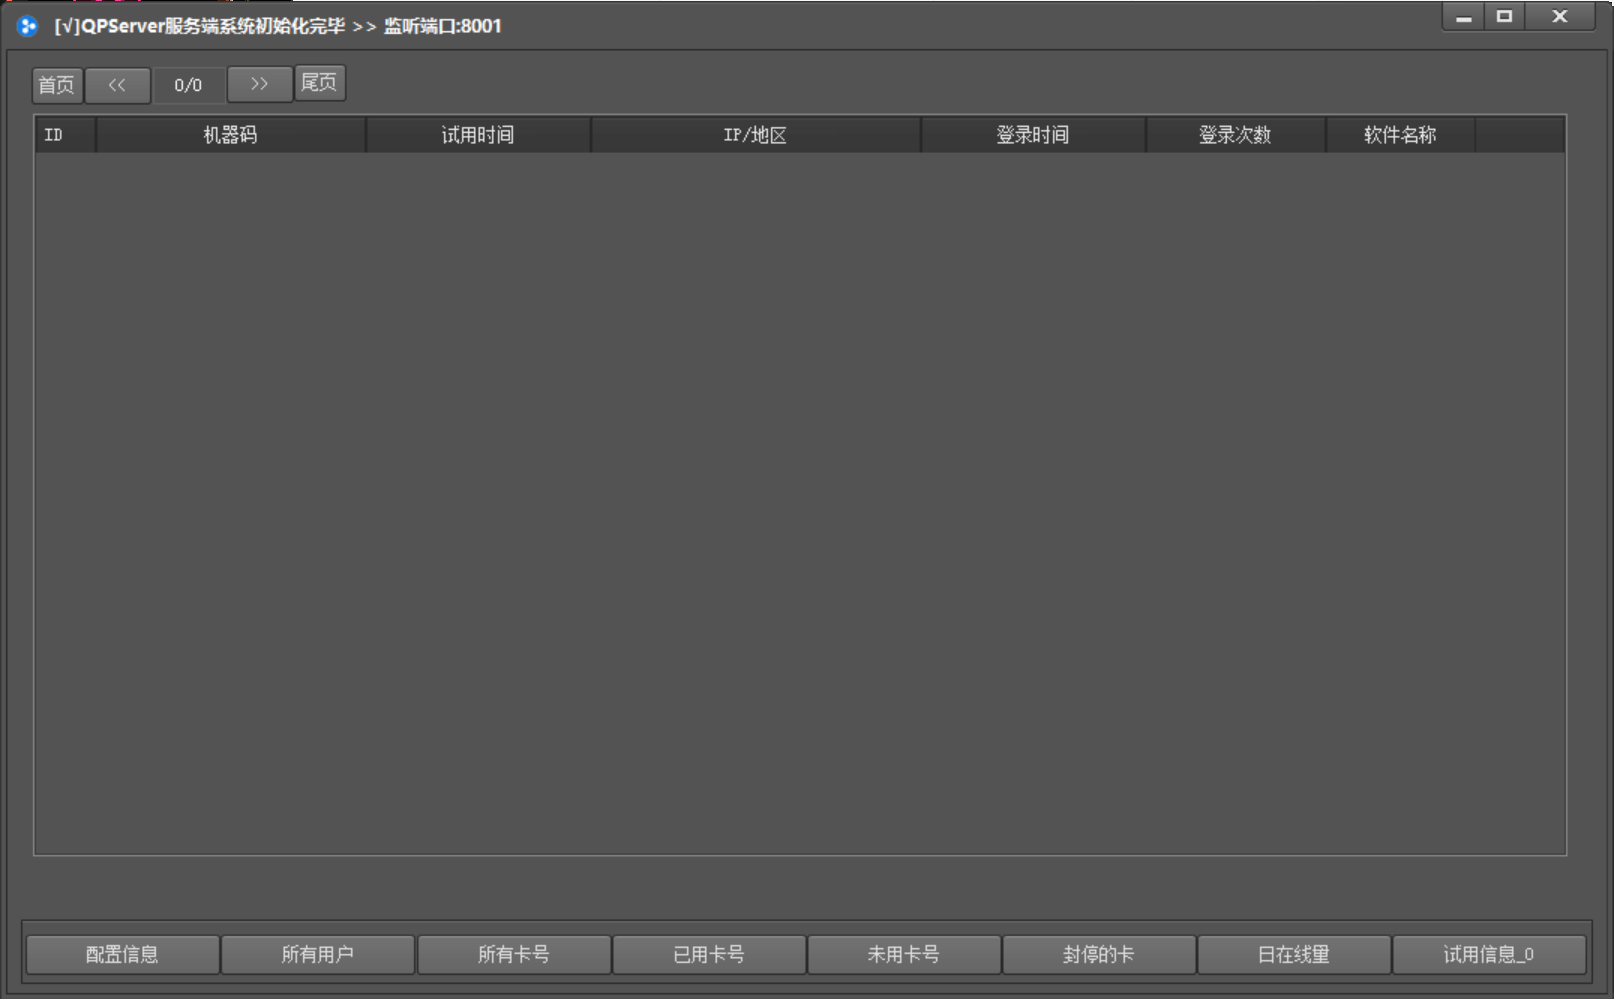 [√]QPServer服务端系统初始化完毕 >> 监听端口:8001
首页 << 0/0 >> 尾页
ID 机器码 试用时间 IP/地区 登录时间 登录次数 软件名称
配置信息 所有用户 所有卡号 已用卡号 未用卡号 封停的卡 日在线量 试用信息_0